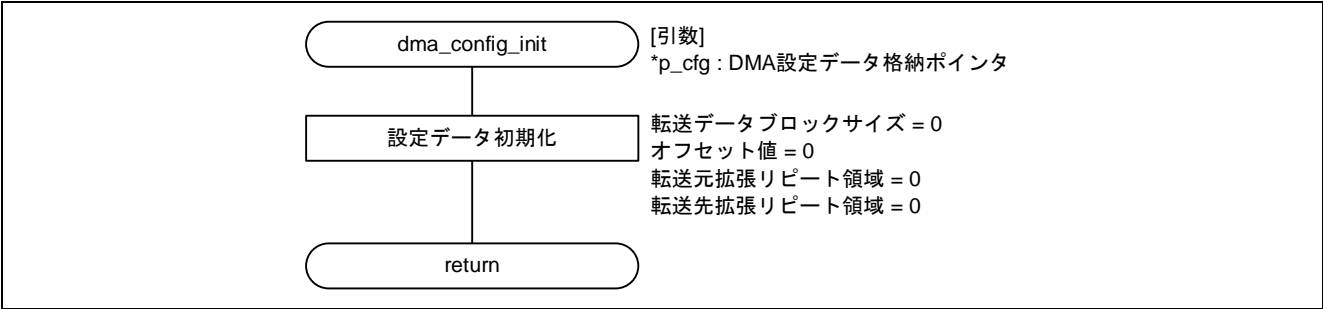 dma_config_init
[引数]
*p_cfg : DMA設定データ格納ポインタ
設定データ初期化
転送データブロックサイズ = 0
オフセット値 = 0
転送元拡張リピート領域 = 0
転送先拡張リピート領域 = 0
return